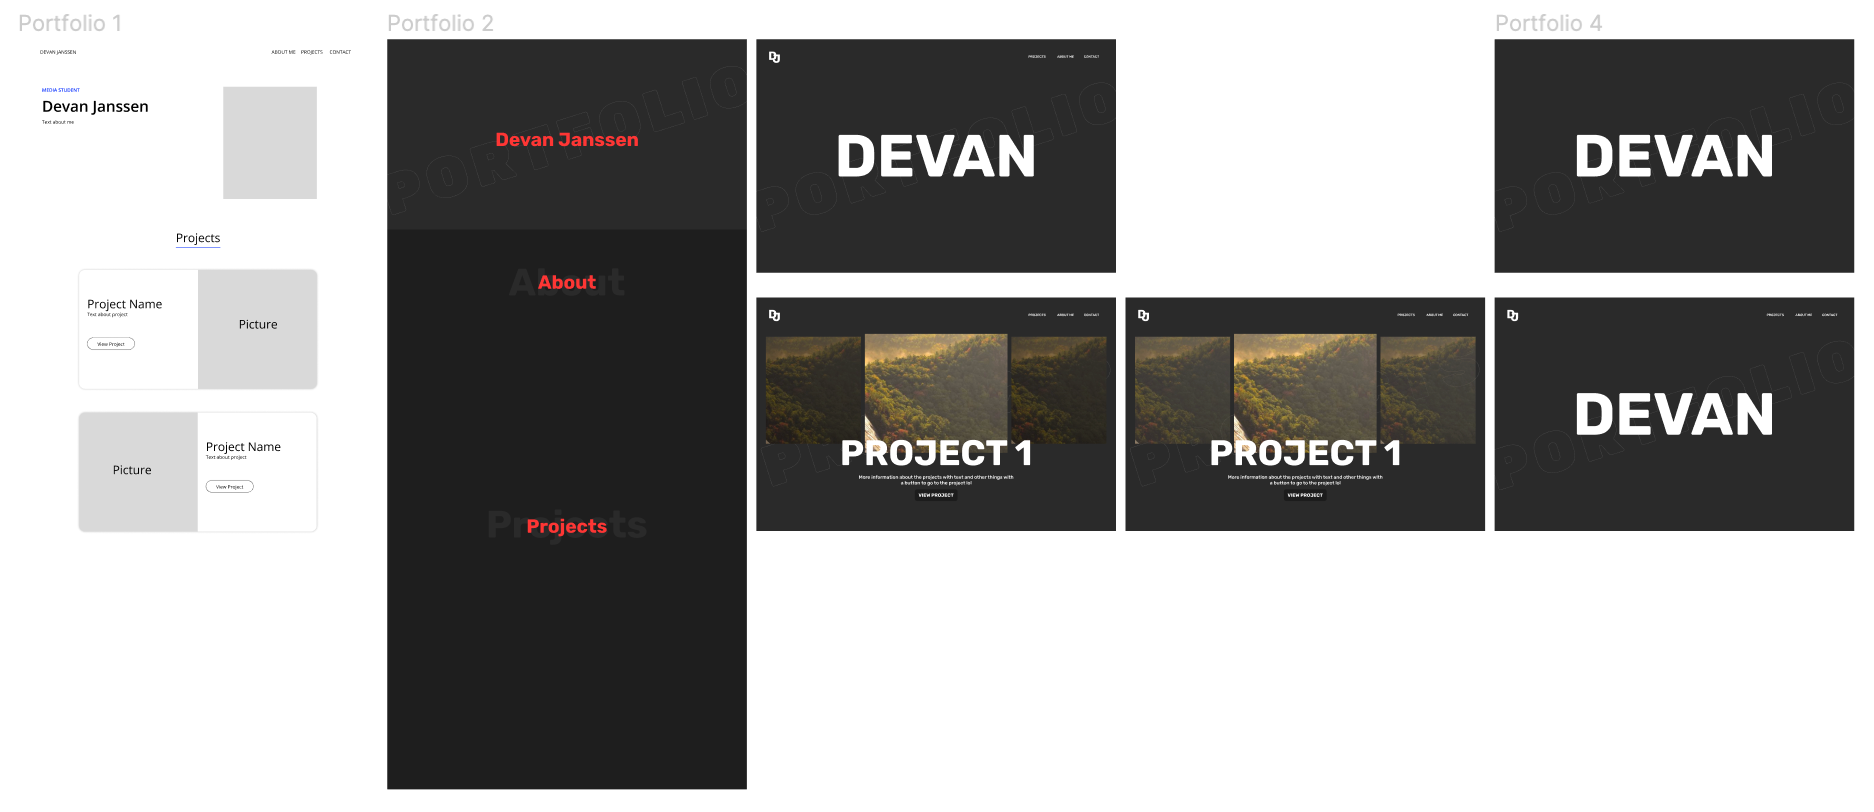 Portfolio 1
DEVAN JANSSEN
ABOUT ME PROJECTS CONTACT
MEDIA STUDENT
Devan Janssen
Text about me
Projects
Project Name
Text about project
View Project
Picture
Picture
Project Name
Text about project
View Project
Portfolio 2
PORTFOLIO
Devan Janssen
About
About
Projects
Projects
DJ
PROJECTS ABOUT ME CONTACT
PORTFOLIO
DEVAN
DJ
PROJECTS ABOUT ME CONTACT
PROJECT 1
More information about the projects with text and other things with
a button to go to the project lol
VIEW PROJECT
DJ
PROJECTS ABOUT ME CONTACT
PROJECT 1
More information about the projects with text and other things with
a button to go to the project lol
VIEW PROJECT
Portfolio 4
PORTFOLIO
DEVAN
DJ
PROJECTS ABOUT ME CONTACT
PORTFOLIO
DEVAN